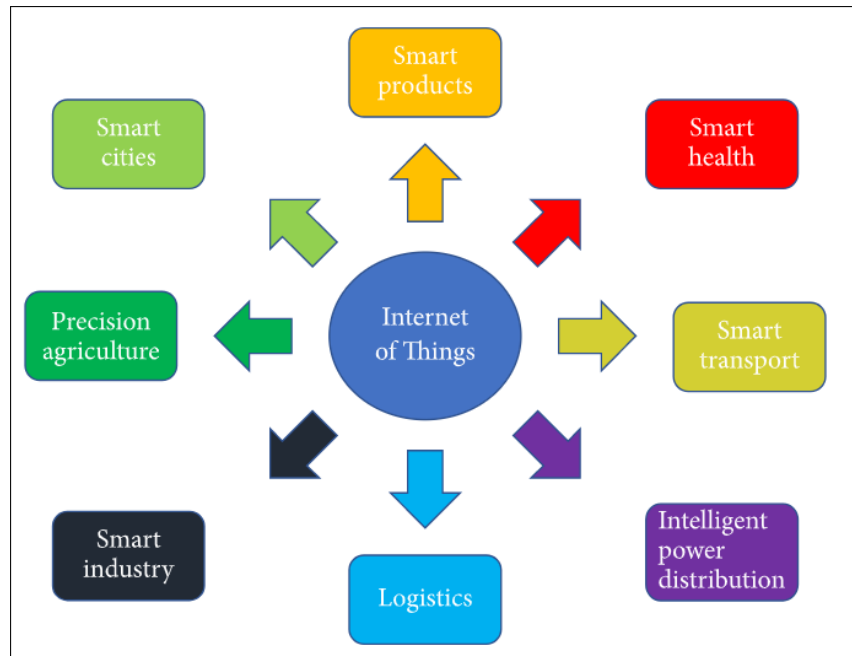 Smart
products
Smart
cities
Smart
health
Internet
of Things
Precision
agriculture
Smart
transport
Smart
industry
Logistics
Intelligent
power
distribution